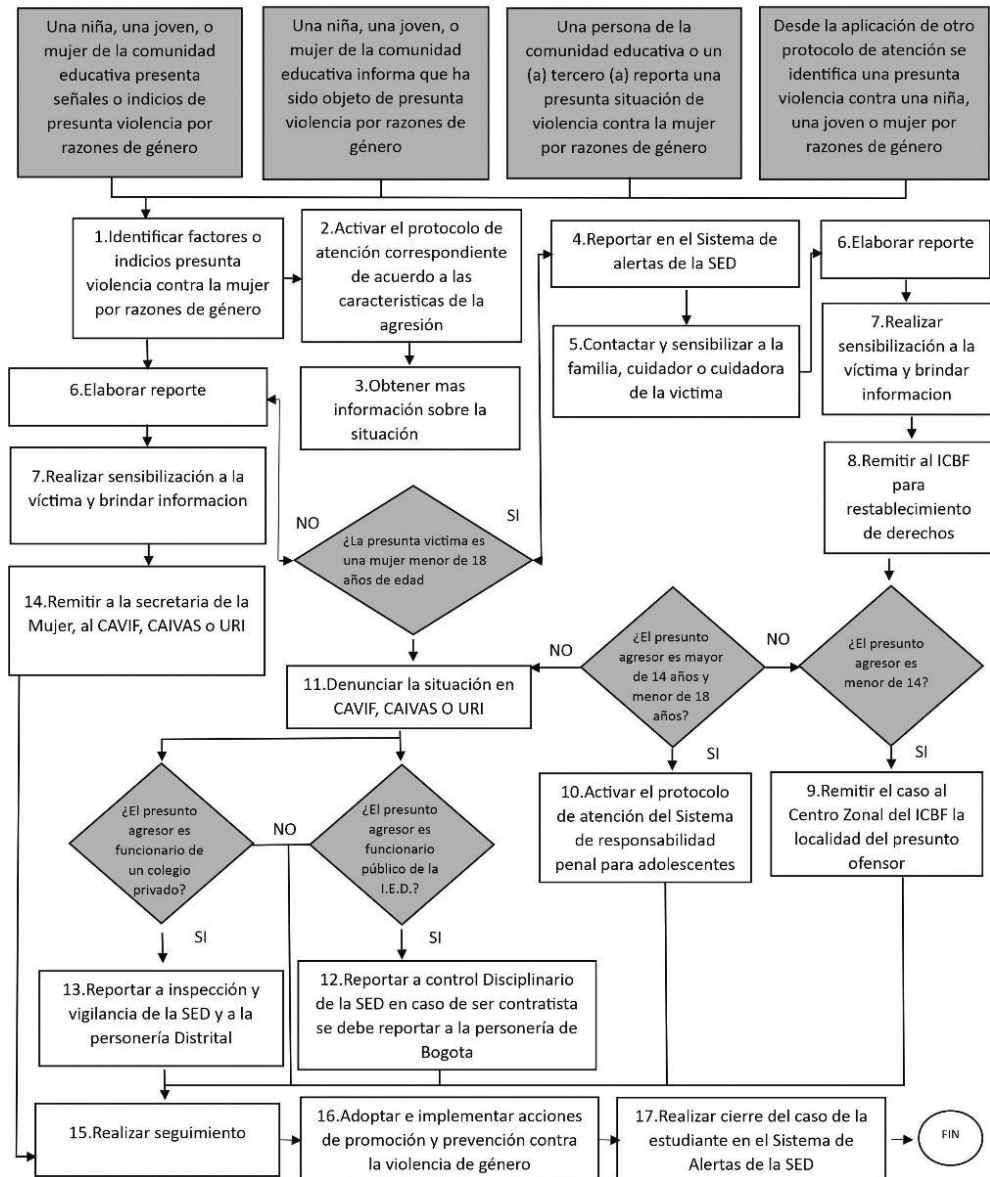 Una niña, una joven, o
mujer de la comunidad
educativa presenta
señales o indicios de
presunta violencia por
razones de género
Una niña, una joven, o
mujer de la comunidad
educativa informa que ha
sido objeto de presunta
violencia por razones de
género
Una persona de la
comunidad educativa o un
(a) tercero (a) reporta una
presunta situación de
violencia contra la mujer
por razones de género
Desde la aplicación de otro
protocolo de atención se
identifica una presunta
violencia contra una niña,
una joven o mujer por
razones de género
1.Identificar factores o
indicios presunta
violencia contra la mujer
por razones de género
2.Activar el protocolo de
atención correspondiente
de acuerdo a las
caracteristicas de la
agresión
3.Obtener mas
información sobre la
situación
4.Reportar en el Sistema de
alertas de la SED
5.Contactar y sensibilizar a la
familia, cuidador o cuidadora
de la victima
6.Elaborar reporte
7.Realizar
sensibilización a la
víctima y brindar
informacion
8.Remitir al ICBF
para
restablecimiento
de derechos
6.Elaborar reporte
7.Realizar sensibilización a la
víctima y brindar informacion
14.Remitir a la secretaria de la
Mujer, al CAVIF, CAIVAS o URI
NO
SI
¿La presunta victima es
una mujer menor de 18
años de edad
11.Denunciar la situación en
CAVIF, CAIVAS O URI
NO
¿El presunto
agresor es mayor
de 14 años y
menor de 18
años?
NO
¿El presunto
agresor es
menor de 14?
SI
SI
10.Activar el protocolo
de atención del Sistema
de responsabilidad
penal para adolescentes
9.Remitir el caso al
Centro Zonal del ICBF la
localidad del presunto
ofensor
¿El presunto
agresor es
funcionario de
un colegio
privado?
NO
¿El presunto
agresor es
funcionario
público de la
I.E.D.?
SI
SI
13.Reportar a inspección y
vigilancia de la SED y a la
personería Distrital
12.Reportar a control Disciplinario
de la SED en caso de ser contratista
se debe reportar a la personería de
Bogota
15.Realizar seguimiento
16.Adoptar e implementar acciones
de promoción y prevención contra
la violencia de género
17.Realizar cierre del caso de la
estudiante en el Sistema de
Alertas de la SED
FIN